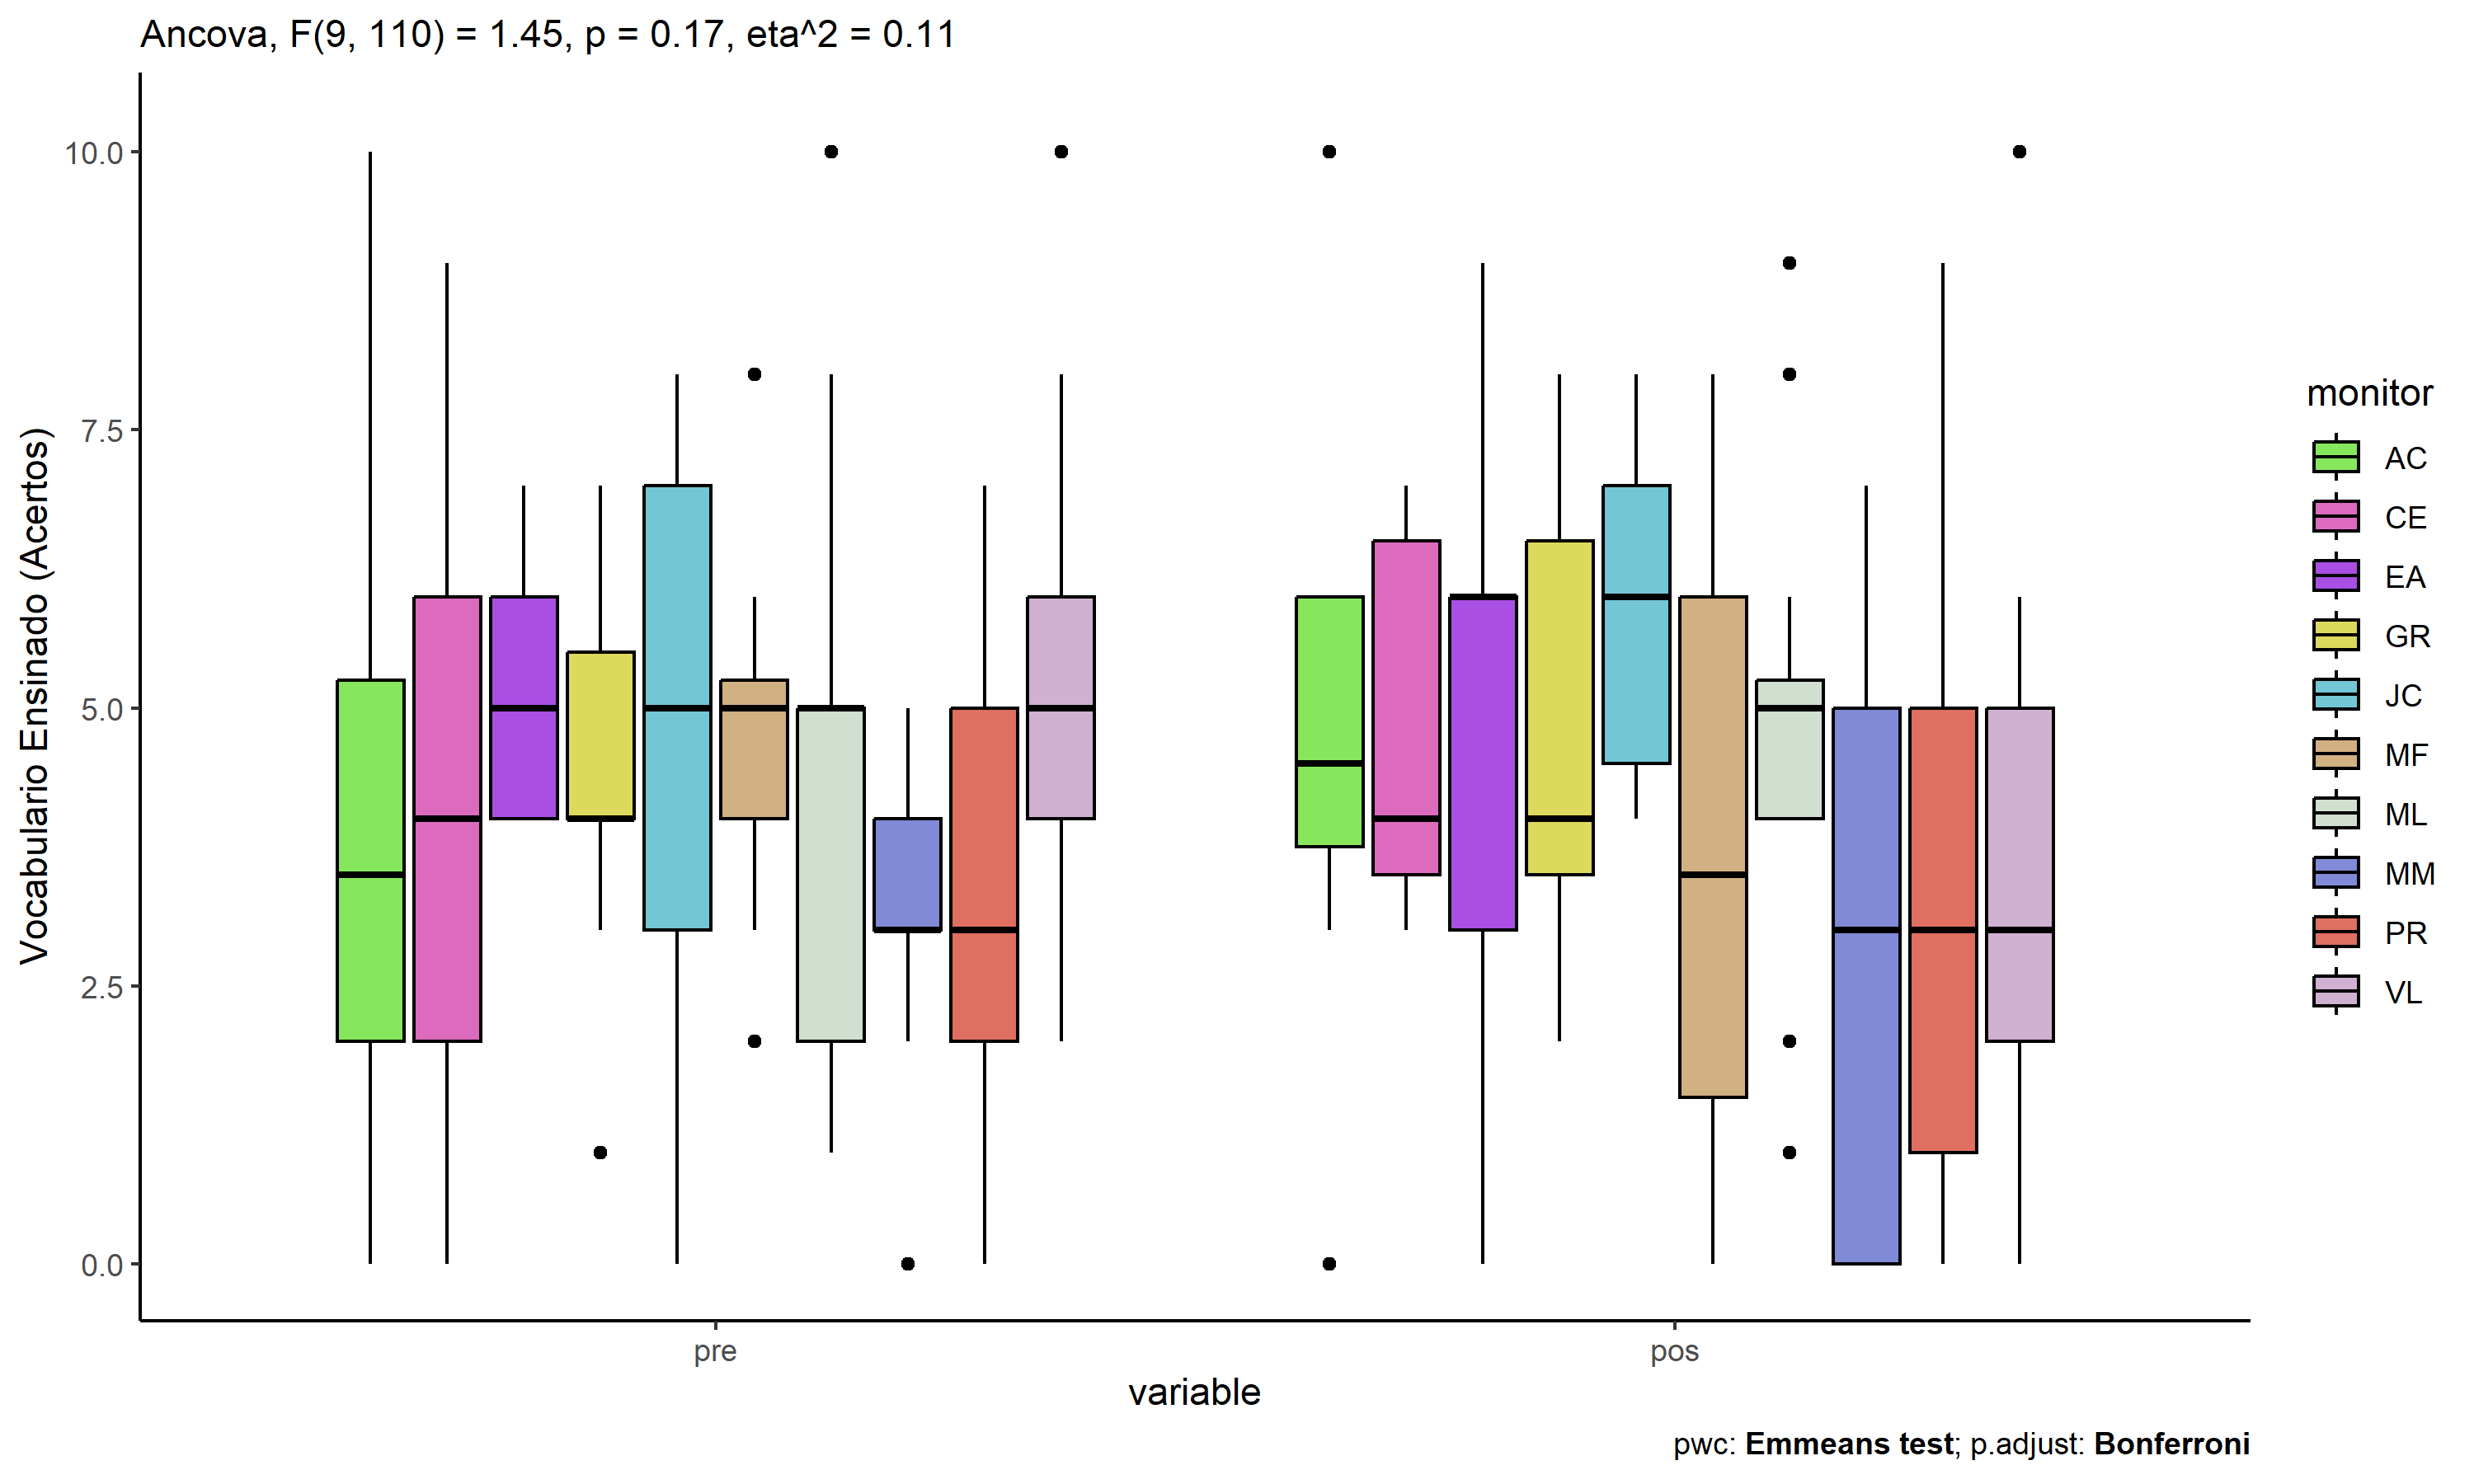 Ancova, F(9, 110) = 1.45, p = 0.17, eta^2 = 0.11
Vocabulario Ensinado (Acertos)
10.0
7.5
5.0
2.5
0.0
pre
pos
variable
monitor
AC
CE
EA
GR
JC
MF
ML
MM
PR
VL
pwc: Emmeans test; p.adjust: Bonferroni